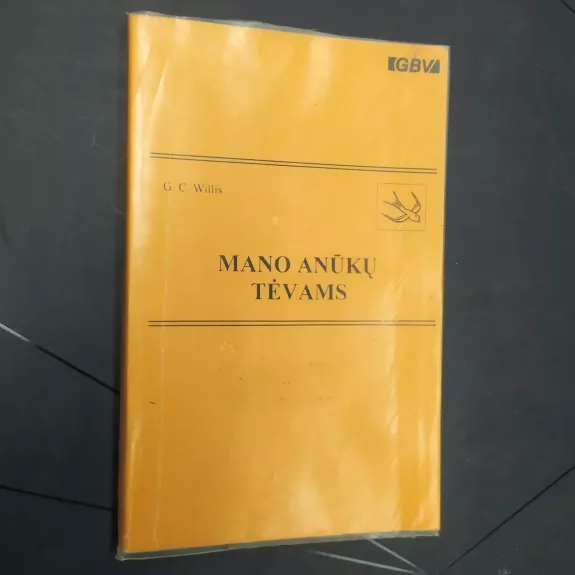 GBV
G C Willis
MANO ANŪKŲ
TĖVAMS